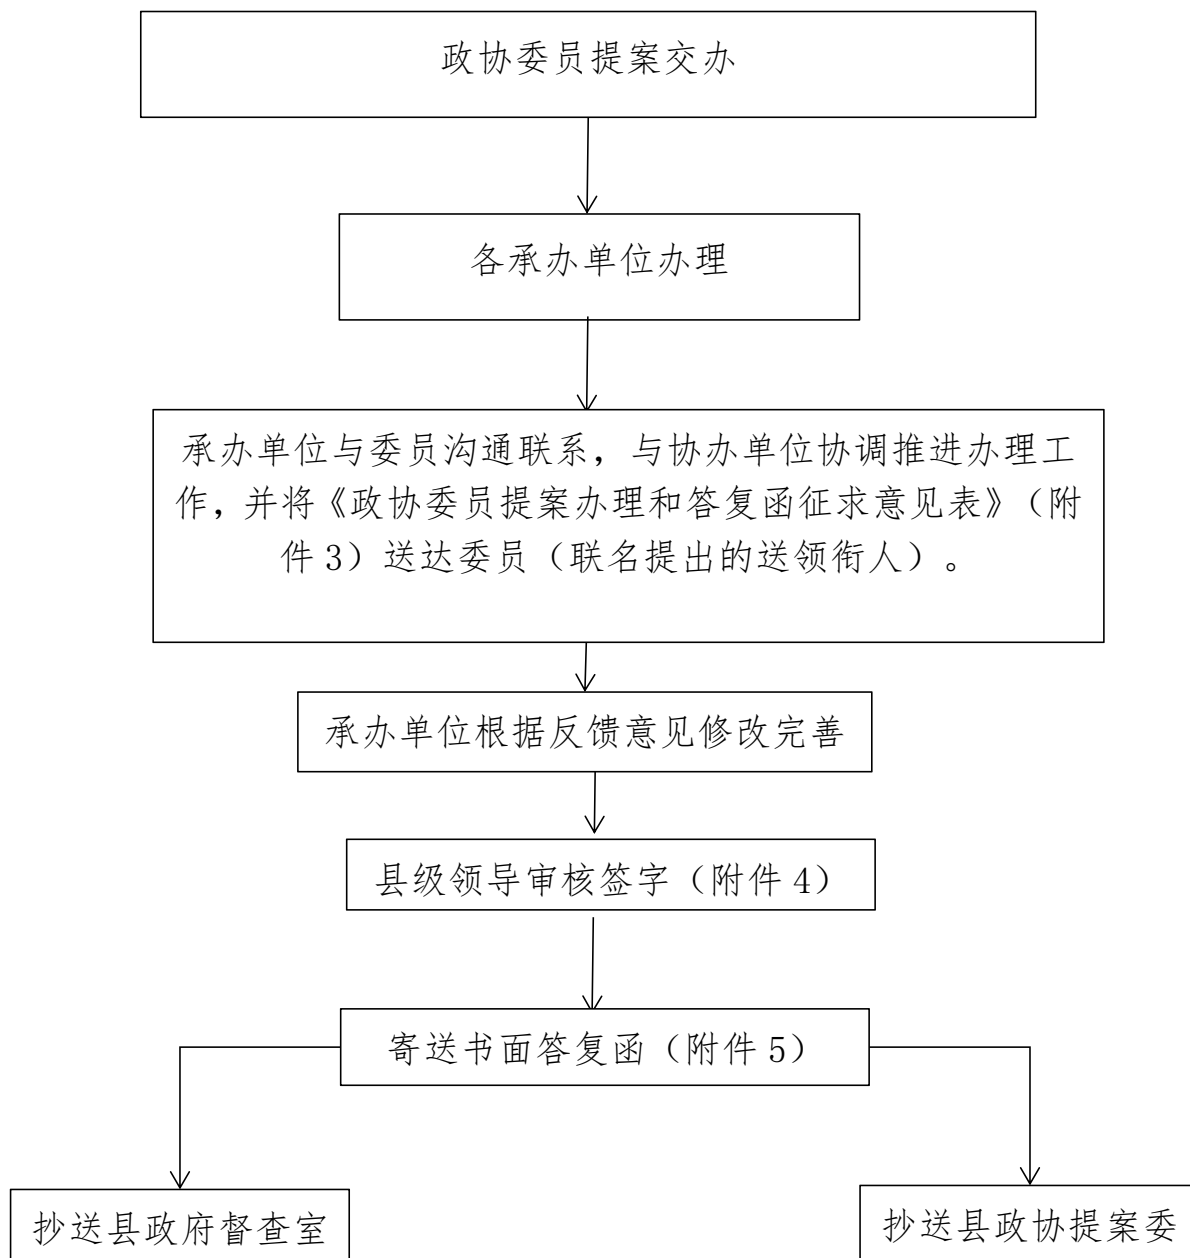 政协委员提案交办
各承办单位办理
承办单位与委员沟通联系，与协办单位协调推进办理工
作，并将《政协委员提案办理和答复函征求意见表》（附
件 3）送达委员（联名提出的送领衔人）。
承办单位根据反馈意见修改完善
县级领导审核签字（附件 4）
寄送书面答复函（附件 5）
抄送县政府督查室
抄送县政协提案委